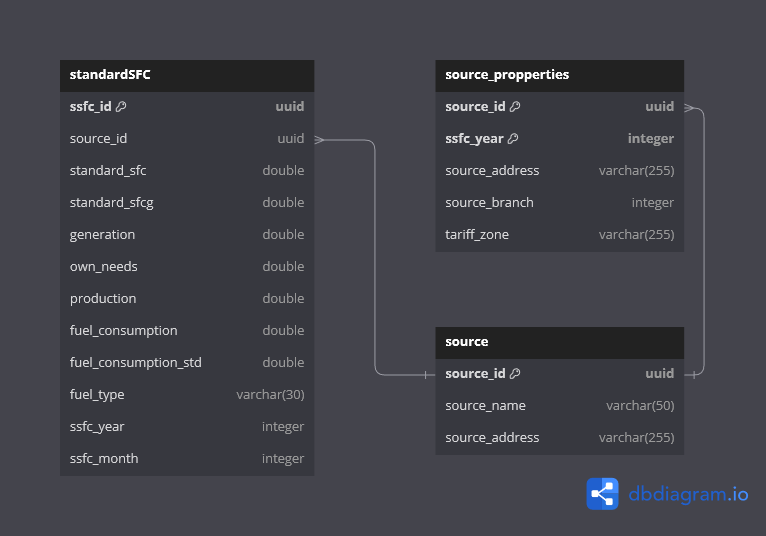 standardSFC
ssfc_id uuid
source_id uuid
standard_sfc double
standard_sfcg double
generation double
own_needs double
production double
fuel_consumption double
fuel_consumption_std double
fuel_type varchar(30)
ssfc_year integer
ssfc_month integer
source_propperties
source_id uuid
ssfc_year integer
source_address varchar(255)
source_branch integer
tariff_zone varchar(255)
source
source_id uuid
source_name varchar(50)
source_address varchar(255)
dbdiagram.io